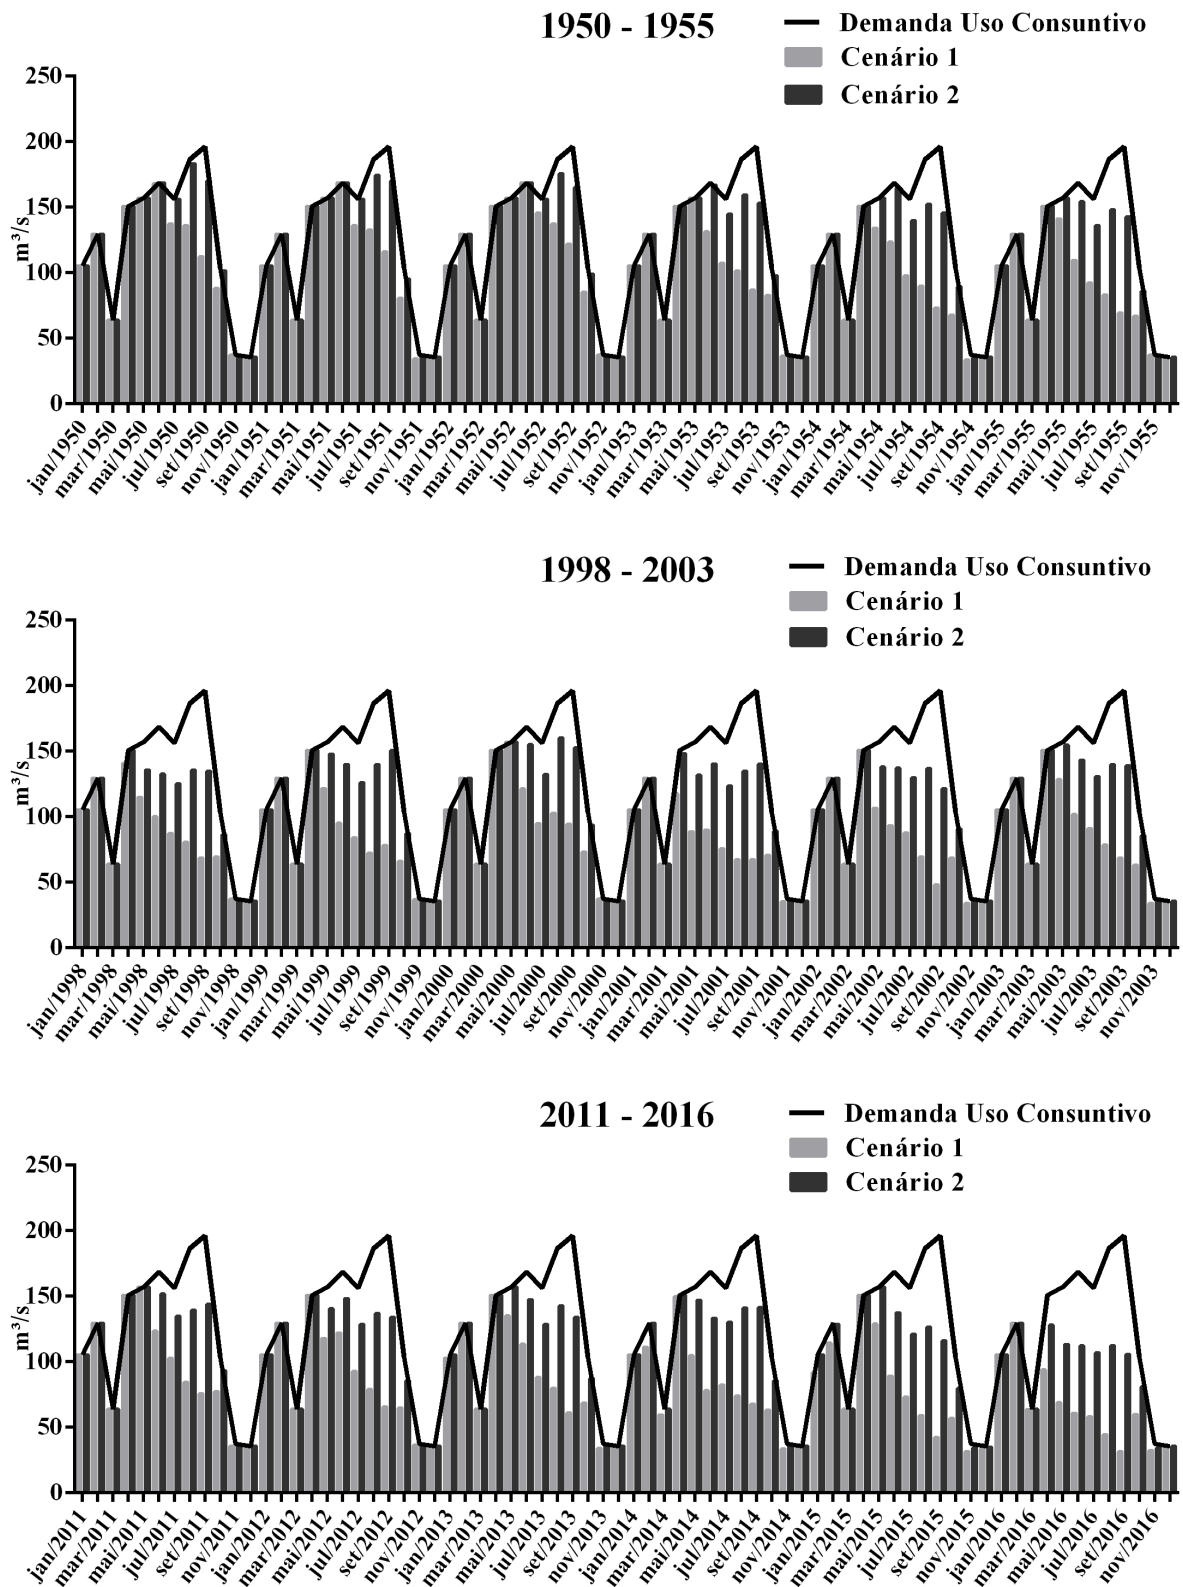 1950 - 1955
Demanda Uso Consuntivo
Cenário 1
Cenário 2
m³/s
250
200
150
100
50
0
jan/1950
mar/1950
mai/1950
jul/1950
set/1950
nov/1950
jan/1951
mar/1951
mai/1951
jul/1951
set/1951
nov/1951
jan/1952
mar/1952
mai/1952
jul/1952
set/1952
nov/1952
jan/1953
mar/1953
mai/1953
jul/1953
set/1953
nov/1953
jan/1954
mar/1954
mai/1954
jul/1954
set/1954
nov/1954
jan/1955
mar/1955
mai/1955
jul/1955
set/1955
nov/1955
1998 - 2003
Demanda Uso Consuntivo
Cenário 1
Cenário 2
m³/s
250
200
150
100
50
0
jan/1998
mar/1998
mai/1998
jul/1998
set/1998
nov/1998
jan/1999
mar/1999
mai/1999
jul/1999
set/1999
nov/1999
jan/2000
mar/2000
mai/2000
jul/2000
set/2000
nov/2000
jan/2001
mar/2001
mai/2001
jul/2001
set/2001
nov/2001
jan/2002
mar/2002
mai/2002
jul/2002
set/2002
nov/2002
jan/2003
mar/2003
mai/2003
jul/2003
set/2003
nov/2003
2011 - 2016
Demanda Uso Consuntivo
Cenário 1
Cenário 2
m³/s
250
200
150
100
50
0
jan/2011
mar/2011
mai/2011
jul/2011
set/2011
nov/2011
jan/2012
mar/2012
mai/2012
jul/2012
set/2012
nov/2012
jan/2013
mar/2013
mai/2013
jul/2013
set/2013
nov/2013
jan/2014
mar/2014
mai/2014
jul/2014
set/2014
nov/2014
jan/2015
mar/2015
mai/2015
jul/2015
set/2015
nov/2015
jan/2016
mar/2016
mai/2016
jul/2016
set/2016
nov/2016